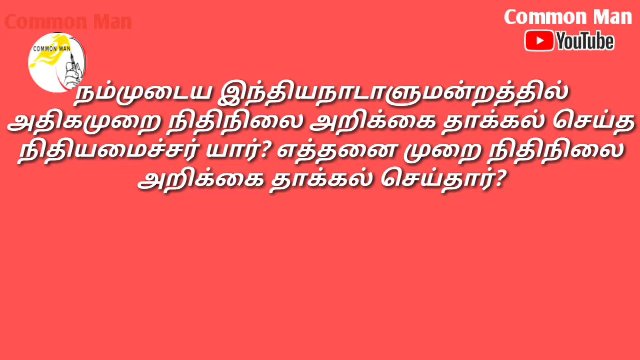 Common Man
Common Man
YouTube
COMMON MAN
நம்முடைய இந்தியநாடாளுமன்றத்தில்
அதிகமுறை நிதிநிலை அறிக்கை தாக்கல் செய்த
நிதியமைச்சர் யார்? எத்தனை முறை நிதிநிலை
அறிக்கை தாக்கல் செய்தார்?